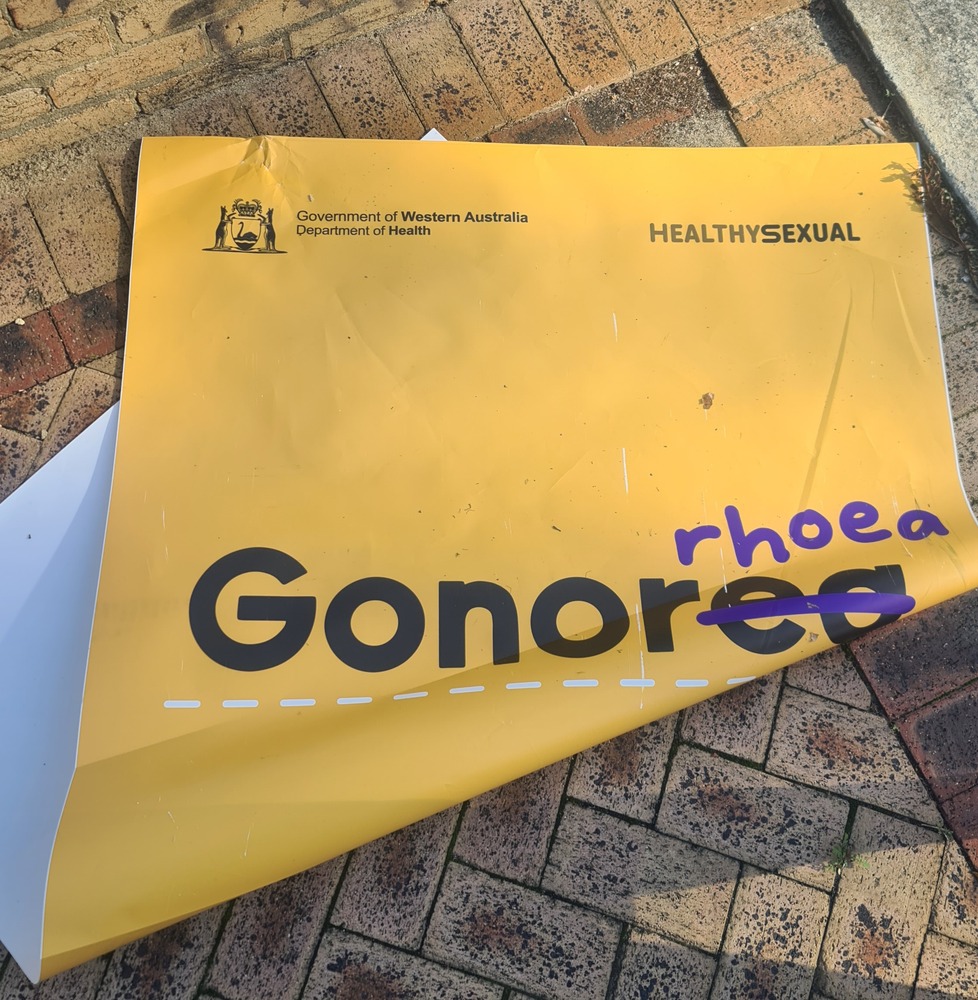 Government of Western Australia
Department of Health
HEALTHYSEXUAL
rhoea
Gonorea